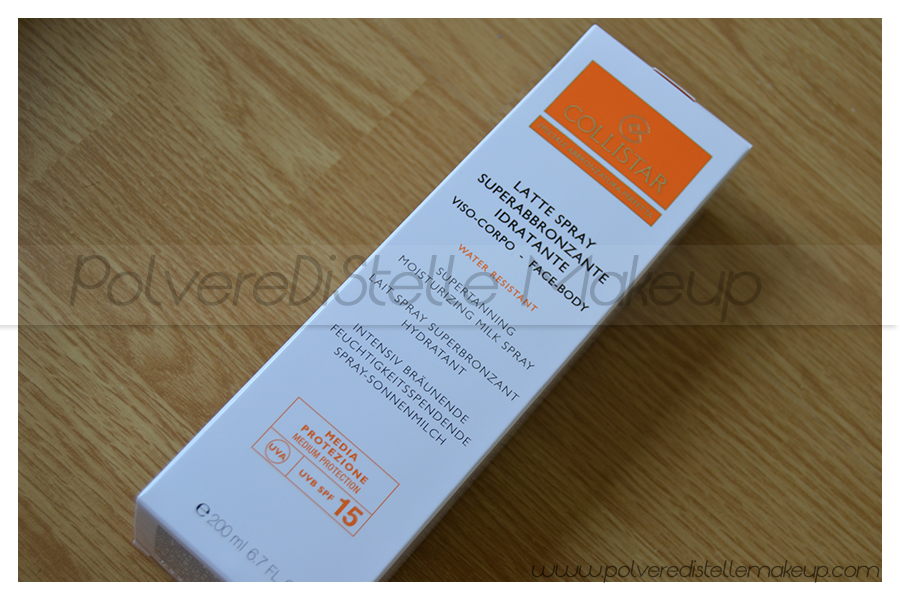 COLLISTAR
LATTE SPRAY
SUPERABBRONZANTE
IDRATANTE
VISO-CORPO - FACE-BODY
WATER RESISTANT
SUPERTANNING
MOISTURIZING MILK SPRAY
LAIT SPRAY SUPERBRONZANT
HYDRATANT
INTENSIV BRÄUNENDE
FEUCHTIGKEITSSPENDENDE
SPRAY-SONNENMILCH
MEDIA
PROTEZIONE
MEDIUM PROTECTION
UVA
UVB SPF 15
e 200 ml 6.7 FL
PolvereDiStelle Makeup
www.polveredistellemakeup.com